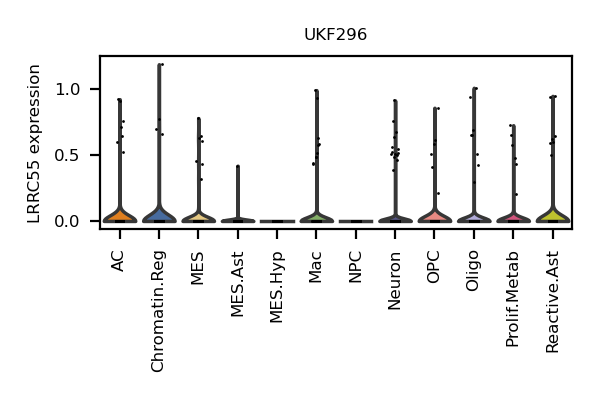 UKF296
LRRC55 expression
1.0
0.5
0.0
AC
Chromatin.Reg
MES
MES.Ast
MES.Hyp
Mac
NPC
Neuron
OPC
Oligo
Prolif.Metab
Reactive.Ast